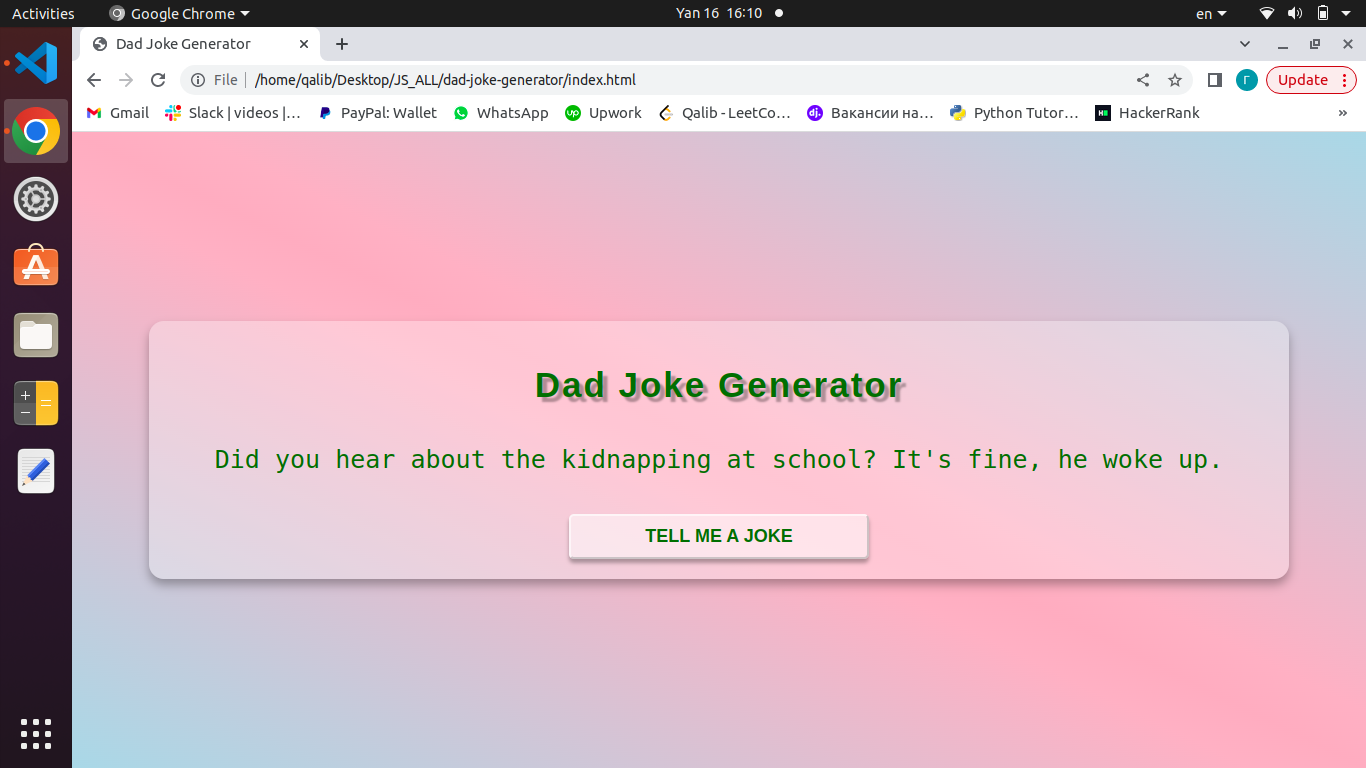 Activities Google Chrome Yan 16 16:10 en
Dad Joke Generator
File /home/qalib/Desktop/JS_ALL/dad-joke-generator/index.html Г Update
Gmail Slack | videos |… PayPal: Wallet WhatsApp up Upwork Qalib - LeetCo… dj, Вакансии на… Python Tutor… H Hackerrank »
Dad Joke Generator
Did you hear about the kidnapping at school? It's fine, he woke up.
TELL ME A JOKE